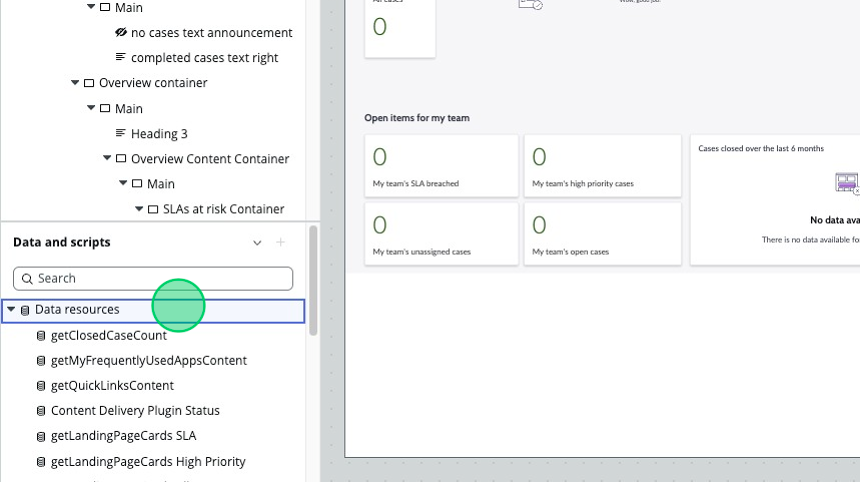 Main
no cases text announcement
completed cases text right
Overview container
Main
Heading 3
Overview Content Container
Main
SLAs at risk Container
Data and scripts
Search
Data resources
getClosedCaseCount
getMyFrequentlyUsedAppsContent
getQuickLinksContent
Content Delivery Plugin Status
getLandingPageCards SLA
getLandingPageCards High Priority
0
Open items for my team
0
My team's SLA breached
0
My team's high priority cases
0
My team's unassigned cases
0
My team's open cases
Cases closed over the last 6 months
No data ava
There is no data available fo